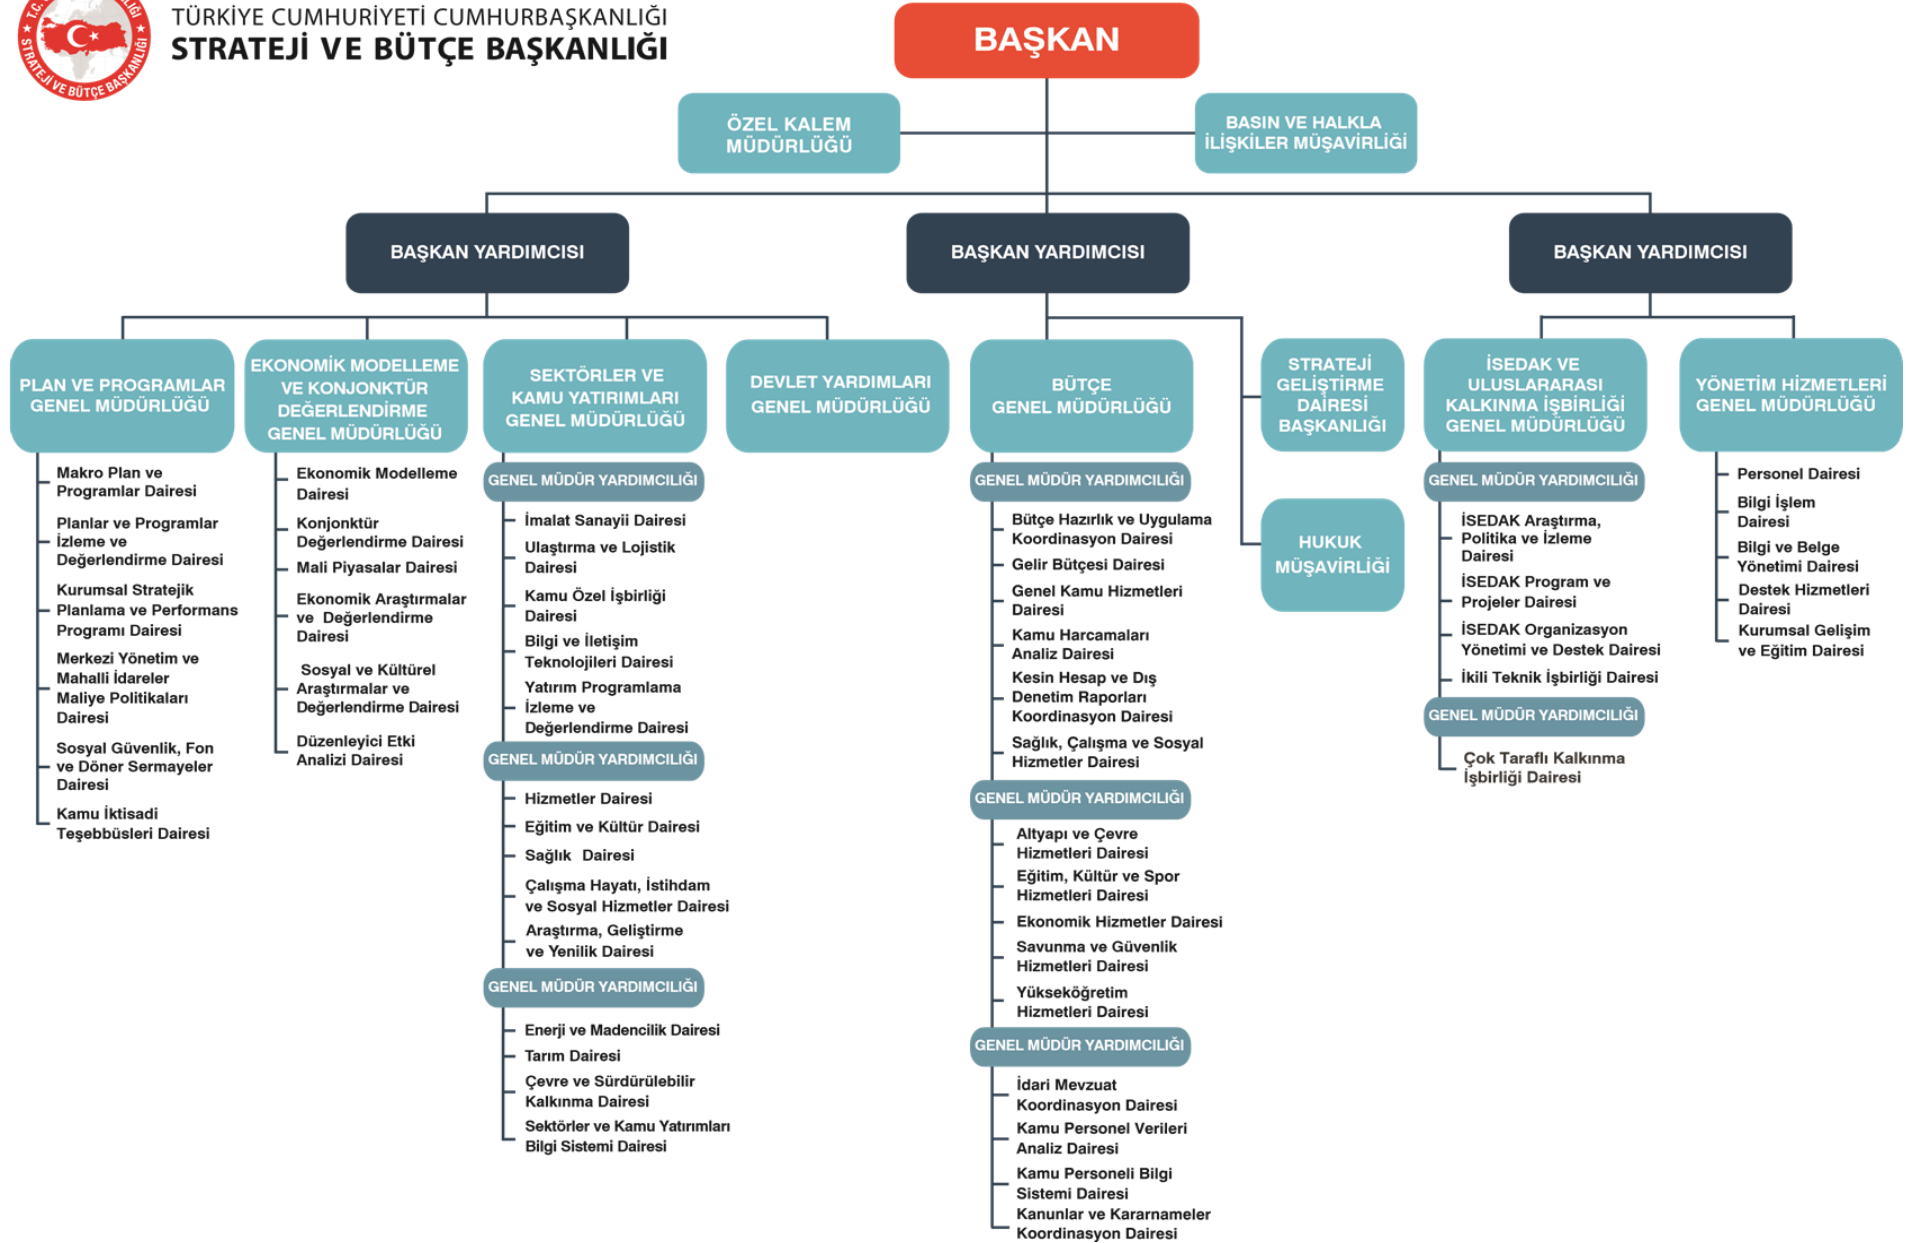 TÜRKİYE CUMHURİYETİ CUMHURBAŞKANLIĞI
STRATEJİ VE BÜTÇE BAŞKANLIĞI
STRATEJİ VE BÜTÇE BAŞKANLIĞI
BAŞKAN
ÖZEL KALEM
MÜDÜRLÜĞÜ
BASIN VE HALKLA
İLİŞKİLER MÜŞAVİRLİĞİ
BAŞKAN YARDIMCISI
BAŞKAN YARDIMCISI
BAŞKAN YARDIMCISI
PLAN VE PROGRAMLAR
GENEL MÜDÜRLÜĞÜ
Makro Plan ve
Programlar Dairesi
Planlar ve Programlar
İzleme ve
Değerlendirme Dairesi
Kurumsal Stratejik
Planlama ve Performans
Programı Dairesi
Merkezi Yönetim ve
Mahalli İdareler
Maliye Politikaları
Dairesi
Sosyal Güvenlik, Fon
ve Döner Sermayeler
Dairesi
Kamu İktisadi
Teşebbüsleri Dairesi
EKONOMİK MODELLEME
VE KONJONKTÜR
DEĞERLENDİRME
GENEL MÜDÜRLÜĞÜ
Ekonomik Modelleme
Dairesi
Konjonktür
Değerlendirme Dairesi
Mali Piyasalar Dairesi
Ekonomik Araştırmalar
ve Değerlendirme
Dairesi
Sosyal ve Kültürel
Araştırmalar ve
Değerlendirme Dairesi
Düzenleyici Etki
Analizi Dairesi
SEKTÖRLER VE
KAMU YATIRIMLARI
GENEL MÜDÜRLÜĞÜ
GENEL MÜDÜR YARDIMCILIĞI
İmalat Sanayii Dairesi
Ulaştırma ve Lojistik
Dairesi
Kamu Özel İşbirliği
Dairesi
Bilgi ve İletişim
Teknolojileri Dairesi
Yatırım Programlama
İzleme ve
Değerlendirme Dairesi
GENEL MÜDÜR YARDIMCILIĞI
Hizmetler Dairesi
Eğitim ve Kültür Dairesi
Sağlık Dairesi
Çalışma Hayatı, İstihdam
ve Sosyal Hizmetler Dairesi
Araştırma, Geliştirme
ve Yenilik Dairesi
GENEL MÜDÜR YARDIMCILIĞI
Enerji ve Madencilik Dairesi
Tarım Dairesi
Çevre ve Sürdürülebilir
Kalkınma Dairesi
Sektörler ve Kamu Yatırımları
Bilgi Sistemi Dairesi
DEVLET YARDIMLARI
GENEL MÜDÜRLÜĞÜ
BÜTÇE
GENEL MÜDÜRLÜĞÜ
GENEL MÜDÜR YARDIMCILIĞI
Bütçe Hazırlık ve Uygulama
Koordinasyon Dairesi
Gelir Bütçesi Dairesi
Genel Kamu Hizmetleri
Dairesi
Kamu Harcamaları
Analiz Dairesi
Kesin Hesap ve Dış
Denetim Raporları
Koordinasyon Dairesi
Sağlık, Çalışma ve Sosyal
Hizmetler Dairesi
GENEL MÜDÜR YARDIMCILIĞI
Altyapı ve Çevre
Hizmetleri Dairesi
Eğitim, Kültür ve Spor
Hizmetleri Dairesi
Ekonomik Hizmetler Dairesi
Savunma ve Güvenlik
Hizmetleri Dairesi
Yükseköğretim
Hizmetleri Dairesi
GENEL MÜDÜR YARDIMCILIĞI
İdari Mevzuat
Koordinasyon Dairesi
Kamu Personel Verileri
Analiz Dairesi
Kamu Personeli Bilgi
Sistemi Dairesi
Kanunlar ve Kararnameler
Koordinasyon Dairesi
STRATEJİ
GELİŞTİRME
DAİRESİ
BAŞKANLIĞI
HUKUK
MÜŞAVİRLİĞİ
İSEDAK VE
ULUSLARARASI
KALKINMA İŞBİRLİĞİ
GENEL MÜDÜRLÜĞÜ
GENEL MÜDÜR YARDIMCILIĞI
İSEDAK Araştırma,
Politika ve İzleme
Dairesi
İSEDAK Program ve
Projeler Dairesi
İSEDAK Organizasyon
Yönetimi ve Destek Dairesi
İkili Teknik İşbirliği Dairesi
GENEL MÜDÜR YARDIMCILIĞI
Çok Taraflı Kalkınma
İşbirliği Dairesi
YÖNETİM HİZMETLERİ
GENEL MÜDÜRLÜĞÜ
Personel Dairesi
Bilgi İşlem
Dairesi
Bilgi ve Belge
Yönetimi Dairesi
Destek Hizmetleri
Dairesi
Kurumsal Gelişim
ve Eğitim Dairesi